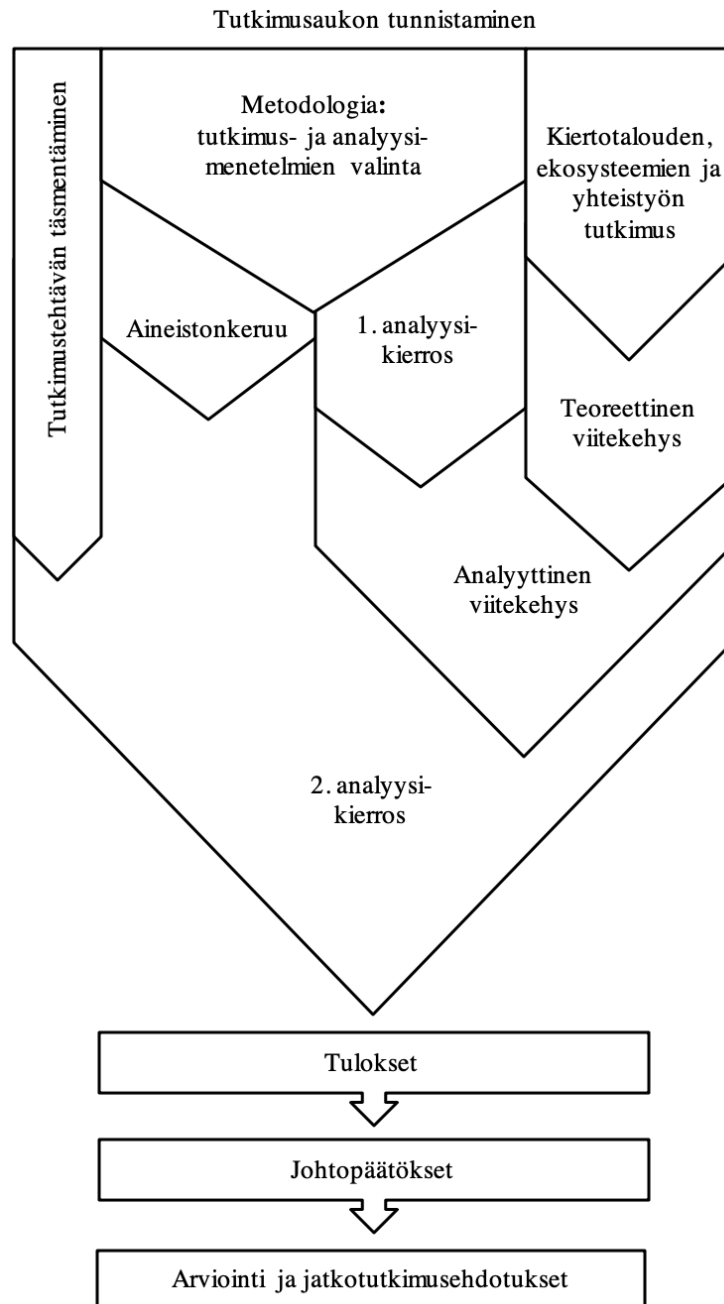 Tutkimusaukon tunnistaminen
Tutkimustehtävän täsmentäminen
Metodologia:
tutkimus- ja analyysi-
menetelmien valinta
Kiertotalouden,
ekosysteemien ja
yhteistyön
tutkimus
Aineistonkeruu
1. analyysi-
kierros
Teoreettinen
viitekehys
Analyyttinen
viitekehys
2. analyysi-
kierros
Tulokset
Johtopäätökset
Arviointi ja jatkotutkimusehdotukset